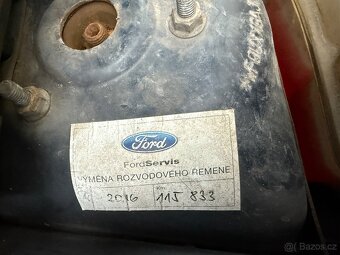 Ford
FordServis
VÝMĚNA ROZVODOVÉHO ŘEMENE
2016 115 833
Bazos.cz